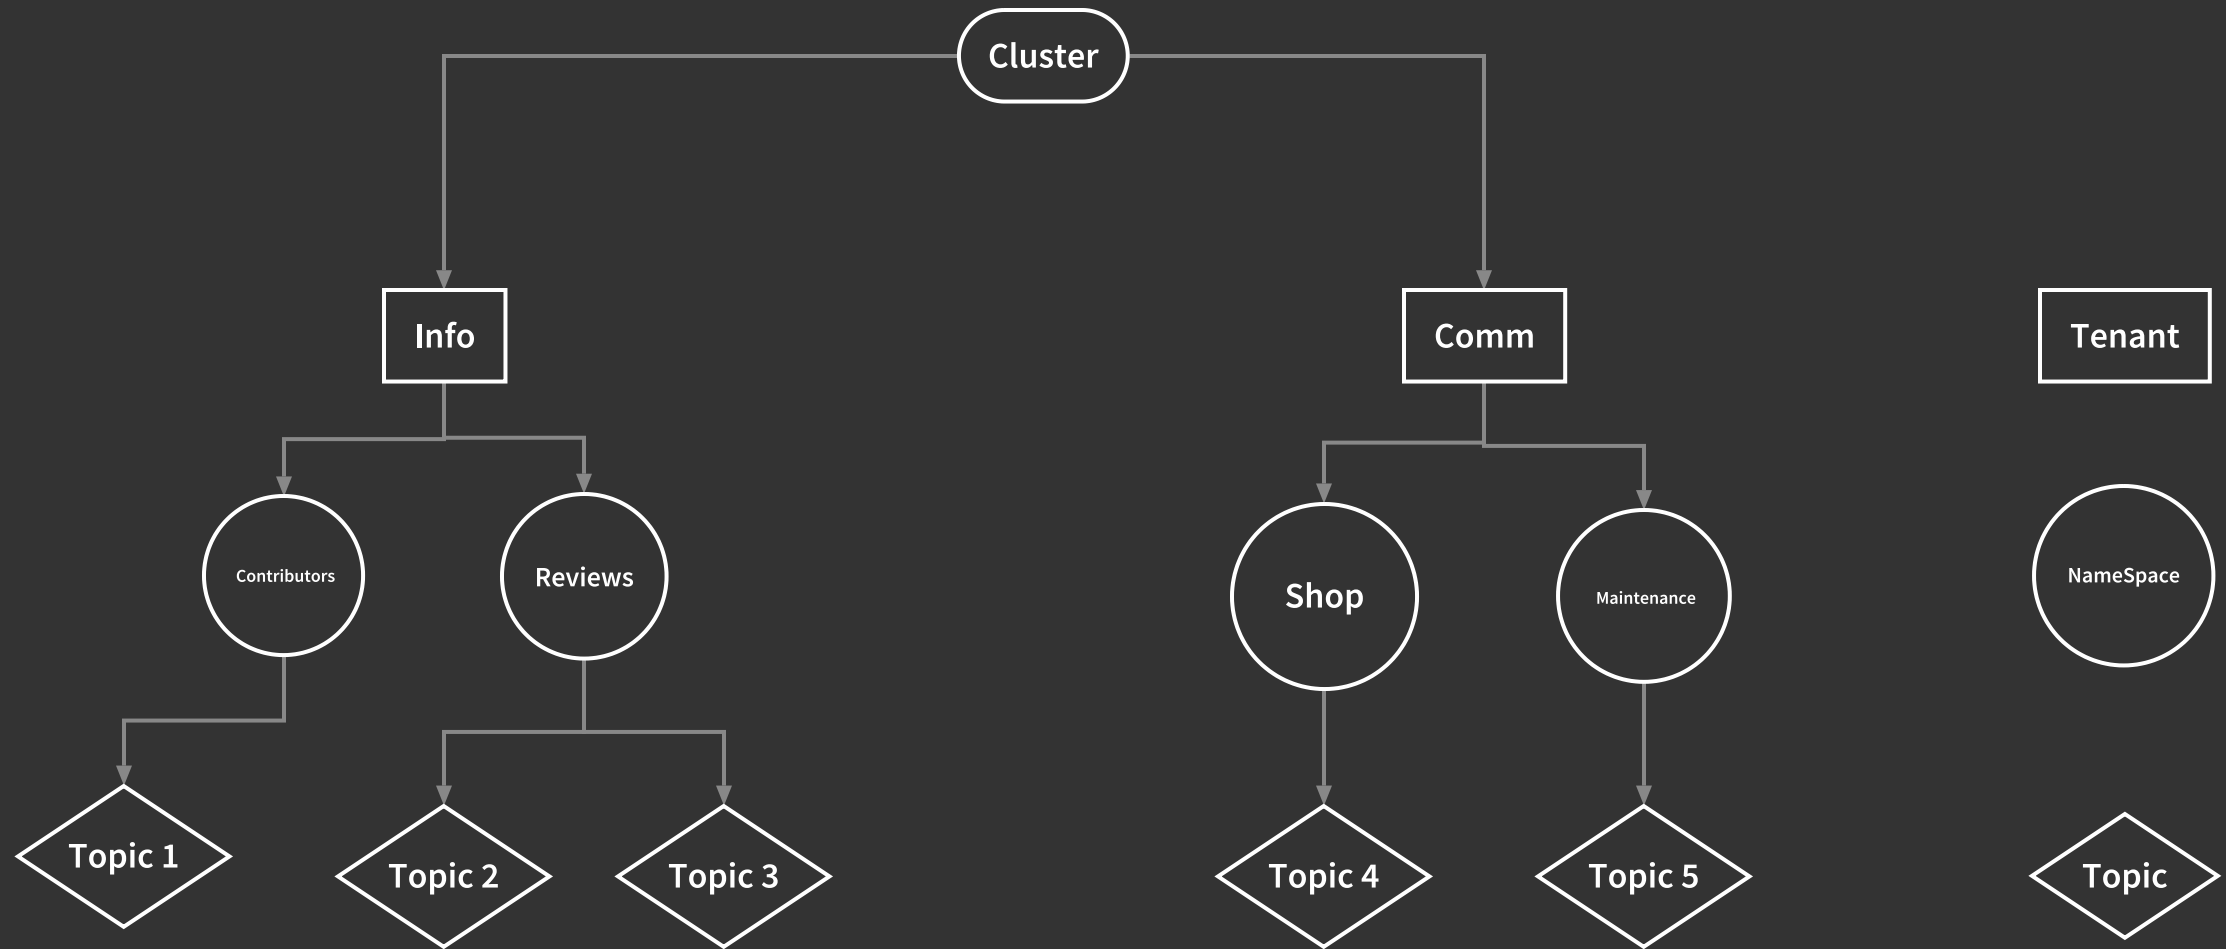 Cluster
Info
Comm
Tenant
Contributors
Reviews
Shop
Maintenance
NameSpace
Topic 1
Topic 2
Topic 3
Topic 4
Topic 5
Topic